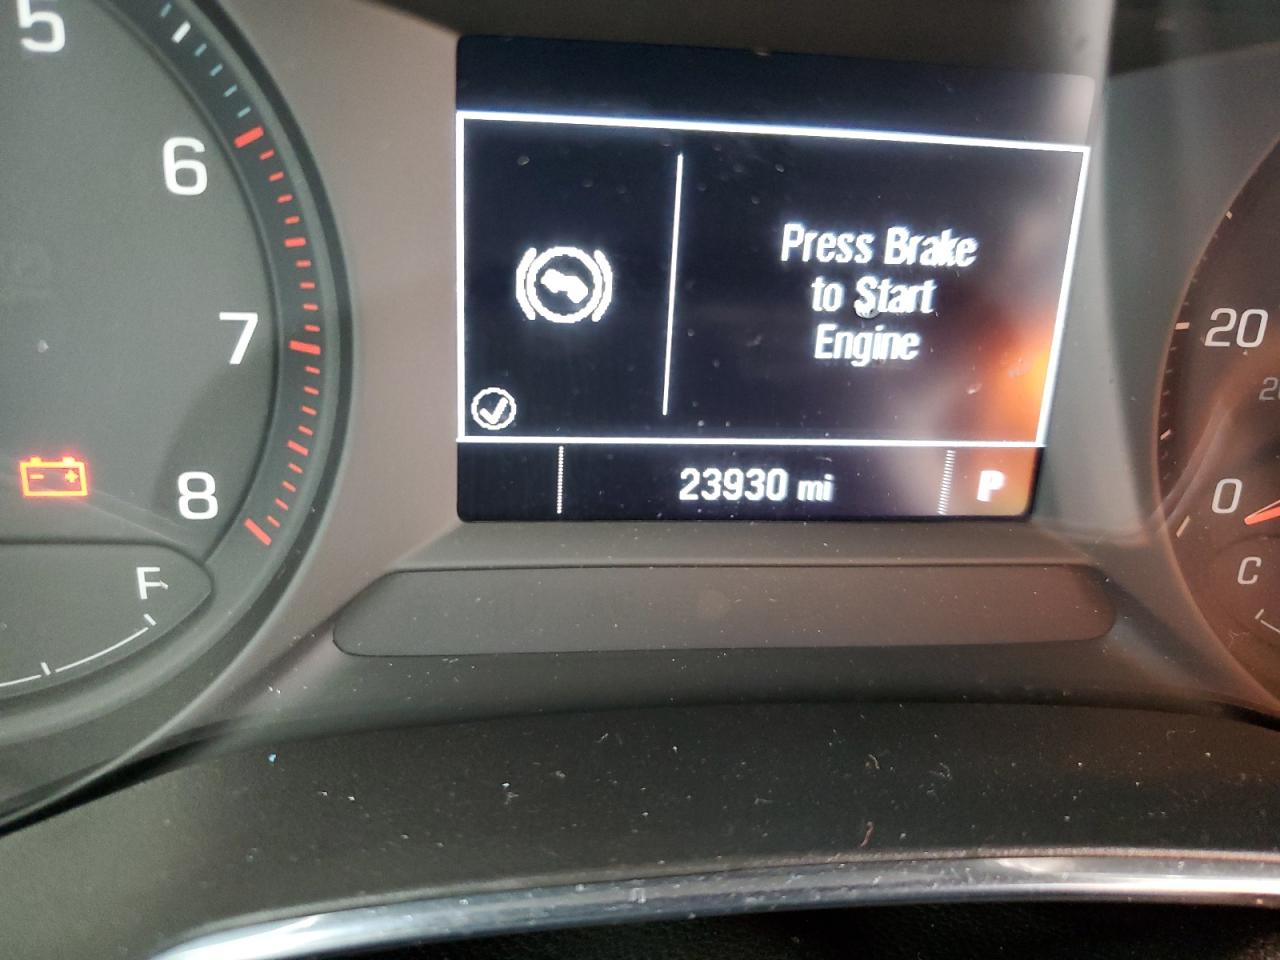 5
6
7
8
F
Press Brake
to Start
Engine
23930 mi
P
20
0
C